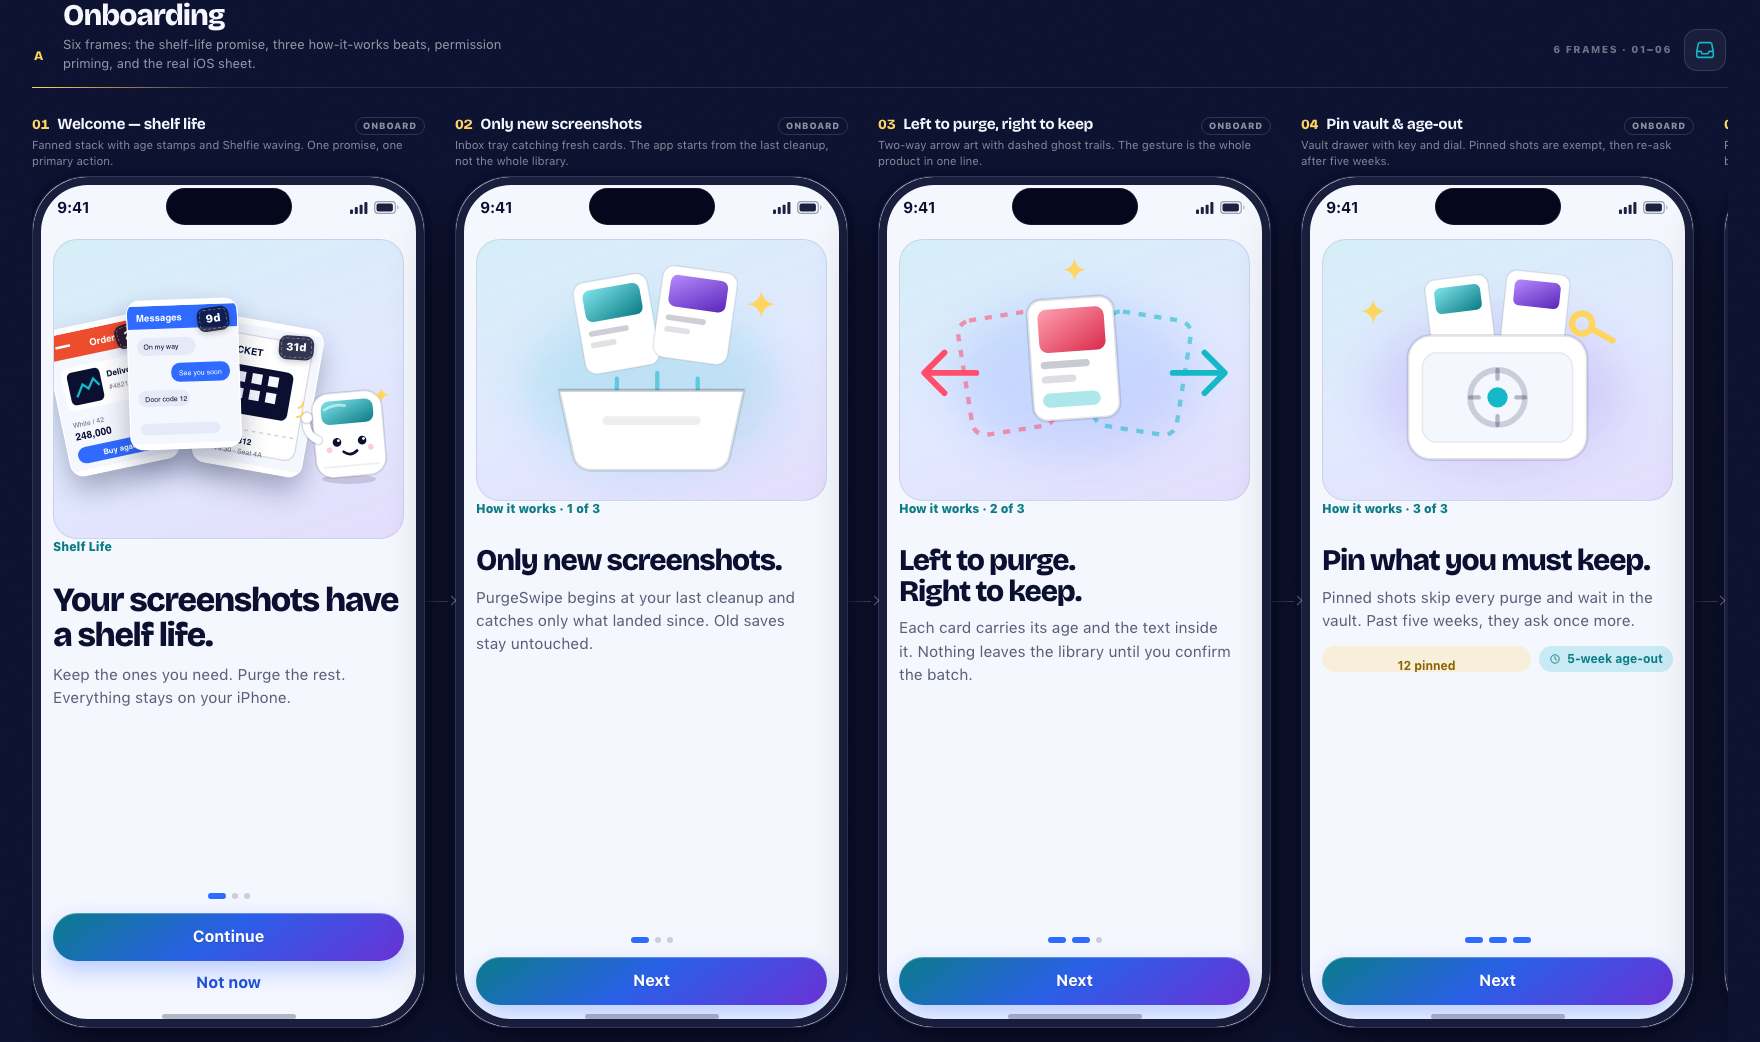 Onboarding
A
Six frames: the shelf-life promise, three how-it-works beats, permission
priming, and the real iOS sheet.
6 FRAMES · 01–06
01 Welcome — shelf life
ONBOARD
Fanned stack with age stamps and Shelfie waving. One promise, one
primary action.
9:41
Order
Messages
9d
On my way
See you soon
Door code 12
31d
#4821
White / 42
248,000
Shelf Life
Your screenshots have
a shelf life.
Keep the ones you need. Purge the rest.
Everything stays on your iPhone.
Continue
Not now
02 Only new screenshots
ONBOARD
Inbox tray catching fresh cards. The app starts from the last cleanup,
not the whole library.
9:41
How it works · 1 of 3
Only new screenshots.
PurgeSwipe begins at your last cleanup and
catches only what landed since. Old saves
stay untouched.
Next
03 Left to purge, right to keep
ONBOARD
Two-way arrow art with dashed ghost trails. The gesture is the whole
product in one line.
9:41
How it works · 2 of 3
Left to purge.
Right to keep.
Each card carries its age and the text inside
it. Nothing leaves the library until you confirm
the batch.
Next
04 Pin vault & age-out
ONBOARD
Vault drawer with key and dial. Pinned shots are exempt, then re-ask
after five weeks.
9:41
How it works · 3 of 3
Pin what you must keep.
Pinned shots skip every purge and wait in the
vault. Past five weeks, they ask once more.
12 pinned
5-week age-out
Next